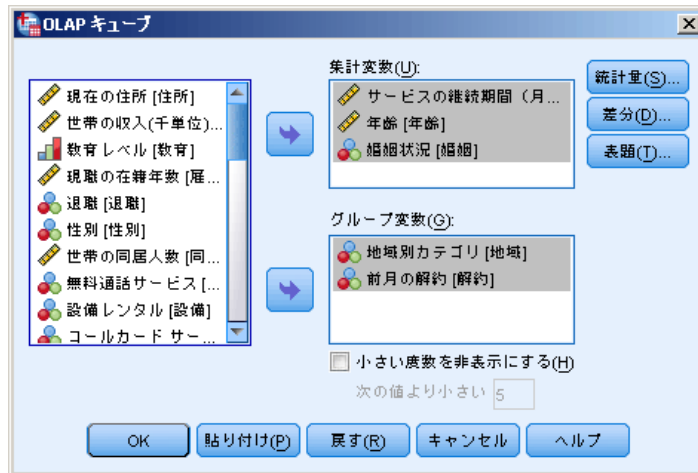 OLAP キューブ
現在の住所 [住所]
世帯の収入(千単位)...
教育レベル [教育]
現職の在籍年数 [雇...
退職 [退職]
性別 [性別]
世帯の同居人数 [同...
無料通話サービス [...
設備レンタル [設備]
コールカード サー...
集計変数(U):
サービスの継続期間（月...
年齢 [年齢]
婚姻状況 [婚姻]
グループ変数(G):
地域別カテゴリ [地域]
前月の解約 [解約]
小さい度数を非表示にする(H)
次の値より小さい 5
統計量(S)...
差分(D)...
表題(T)...
OK 貼り付け(P) 戻す(R) キャンセル ヘルプ